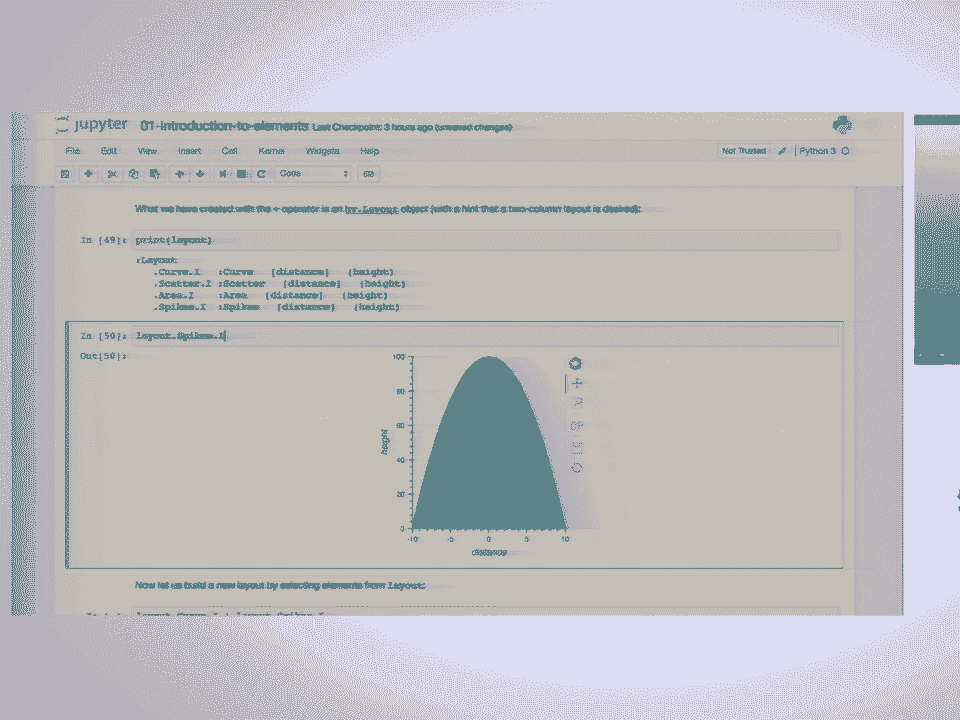 jupyter 01-introduction-to-elements Last Checkpoint: 3 hours ago (unsaved changes)
File Edit View Insert Cell Kernel Widgets Help Not Trusted Python 3
Code
What we have created with the + operator is an hv.Layout object (with a hint that a two-column layout is desired):
In [49]: print(layout)
:Layout
.Curve.I :Curve [distance] (height)
.Scatter.I :Scatter [distance] (height)
.Area.I :Area [distance] (height)
.Spikes.I :Spikes [distance] (height)
In [50]: layout.Spikes.I
Out[50]:
100
80
60
40
20
0
height
-10 -5 0 5 10
distance
Now let us build a new layout by selecting elements from layout:
layout.Curve.I + layout.Spikes.I